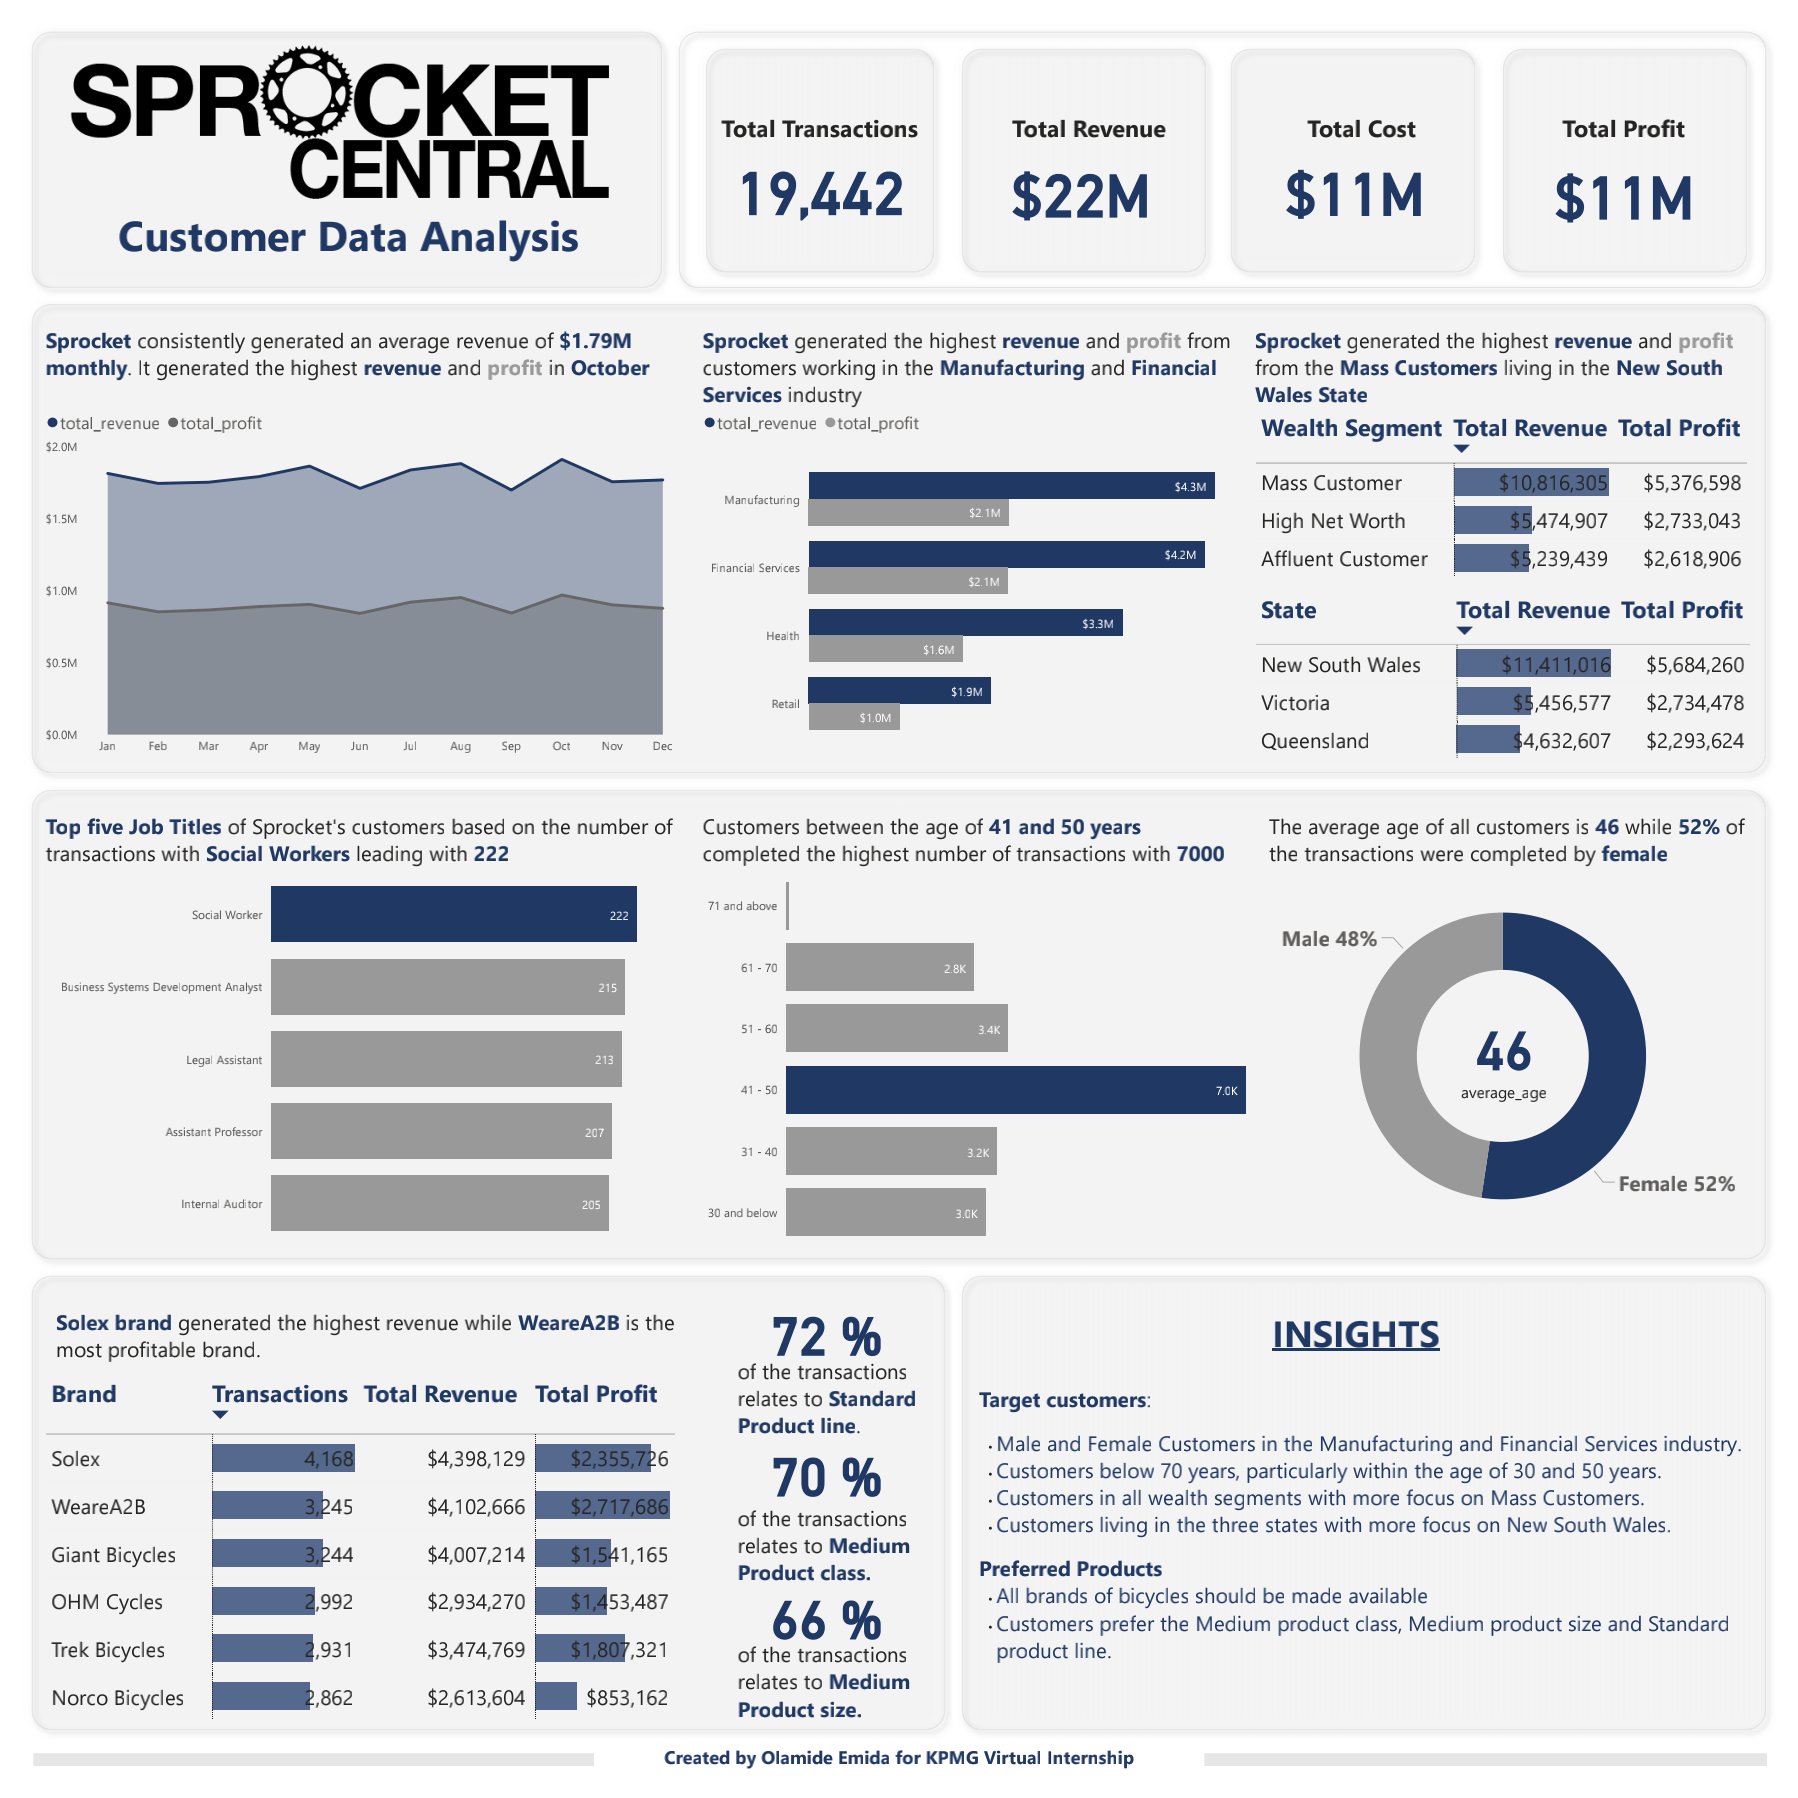 SPROCKET
CENTRAL
Customer Data Analysis
Total Transactions
19,442
Total Revenue
$22M
Total Cost
$11M
Total Profit
$11M
Sprocket consistently generated an average revenue of $1.79M
monthly. It generated the highest revenue and profit in October
total_revenue total_profit
$2.0M
$1.5M
$1.0M
$0.5M
$0.0M
Jan Feb Mar Apr May Jun Jul Aug Sep Oct Nov Dec
Sprocket generated the highest revenue and profit from
customers working in the Manufacturing and Financial
Services industry
total_revenue total_profit
Manufacturing $4.3M
$2.1M
Financial Services $4.2M
$2.1M
Health $3.3M
$1.6M
Retail $1.9M
$1.0M
Sprocket generated the highest revenue and profit
from the Mass Customers living in the New South
Wales State
Wealth Segment Total Revenue Total Profit
Mass Customer $10,816,305 $5,376,598
High Net Worth $5,474,907 $2,733,043
Affluent Customer $5,239,439 $2,618,906
State Total Revenue Total Profit
New South Wales $11,411,016 $5,684,260
Victoria $5,456,577 $2,734,478
Queensland $4,632,607 $2,293,624
Top five Job Titles of Sprocket's customers based on the number of
transactions with Social Workers leading with 222
Social Worker 222
Business Systems Development Analyst 215
Legal Assistant 213
Assistant Professor 207
Internal Auditor 205
Customers between the age of 41 and 50 years
completed the highest number of transactions with 7000
71 and above
61 - 70 2.8K
51 - 60 3.4K
41 - 50 7.0K
31 - 40 3.2K
30 and below 3.0K
The average age of all customers is 46 while 52% of
the transactions were completed by female
Male 48%
46
average_age
Female 52%
Solex brand generated the highest revenue while WeareA2B is the
most profitable brand.
Brand Transactions Total Revenue Total Profit
Solex 4,168 $4,398,129 $2,355,726
WeareA2B 3,245 $4,102,666 $2,717,686
Giant Bicycles 3,244 $4,007,214 $1,541,165
OHM Cycles 2,992 $2,934,270 $1,453,487
Trek Bicycles 2,931 $3,474,769 $1,807,321
Norco Bicycles 2,862 $2,613,604 $853,162
72 %
of the transactions
relates to Standard
Product line.
70 %
of the transactions
relates to Medium
Product class.
66 %
of the transactions
relates to Medium
Product size.
INSIGHTS
Target customers:
· Male and Female Customers in the Manufacturing and Financial Services industry.
· Customers below 70 years, particularly within the age of 30 and 50 years.
· Customers in all wealth segments with more focus on Mass Customers.
· Customers living in the three states with more focus on New South Wales.
Preferred Products
· All brands of bicycles should be made available
· Customers prefer the Medium product class, Medium product size and Standard
product line.
Created by Olamide Emida for KPMG Virtual Internship